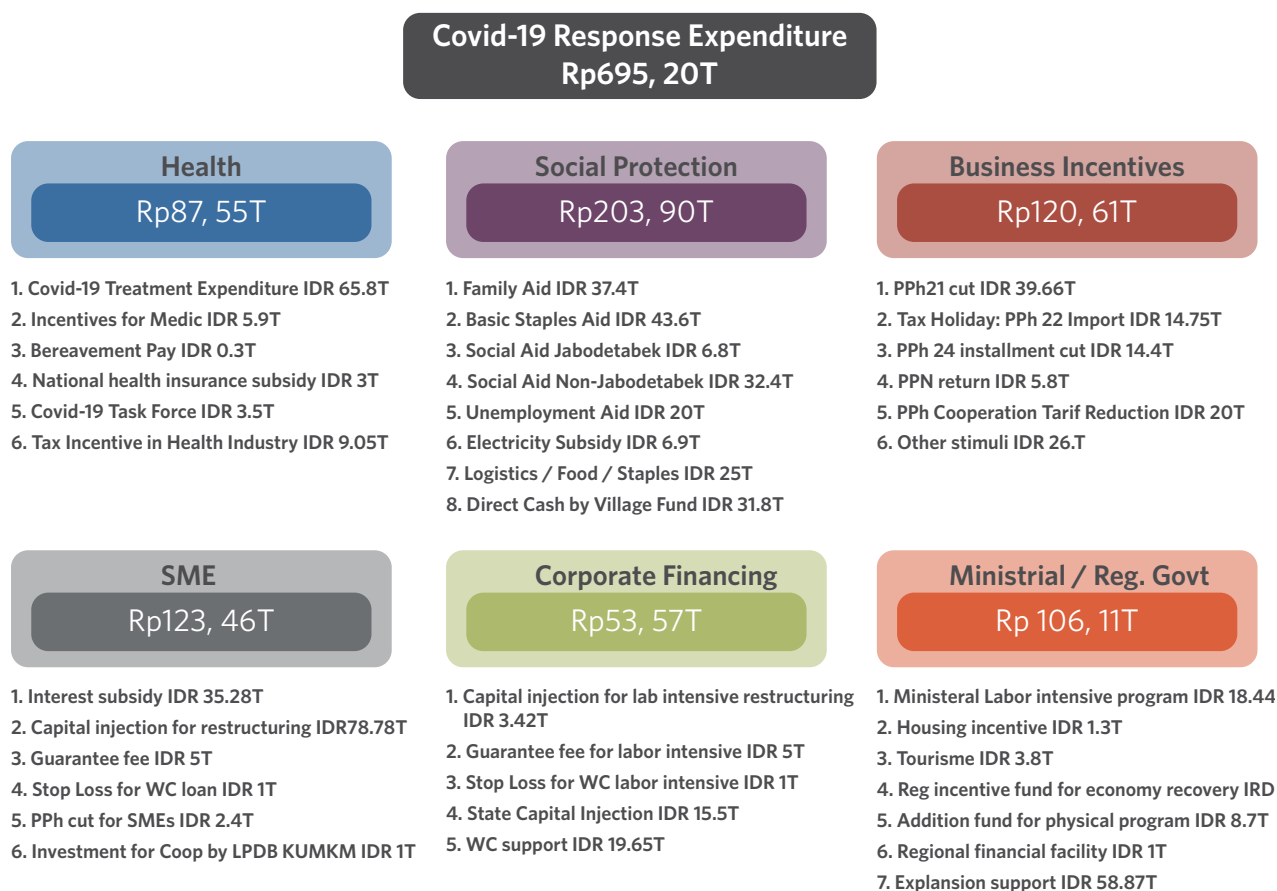 Covid-19 Response Expenditure
Rp695, 20T
Health
Rp87, 55T
1. Covid-19 Treatment Expenditure IDR 65.8T
2. Incentives for Medic IDR 5.9T
3. Bereavement Pay IDR 0.3T
4. National health insurance subsidy IDR 3T
5. Covid-19 Task Force IDR 3.5T
6. Tax Incentive in Health Industry IDR 9.05T
Social Protection
Rp203, 90T
1. Family Aid IDR 37.4T
2. Basic Staples Aid IDR 43.6T
3. Social Aid Jabodetabek IDR 6.8T
4. Social Aid Non-Jabodetabek IDR 32.4T
5. Unemployment Aid IDR 20T
6. Electricity Subsidy IDR 6.9T
7. Logistics / Food / Staples IDR 25T
8. Direct Cash by Village Fund IDR 31.8T
Business Incentives
Rp120, 61T
1. PPh21 cut IDR 39.66T
2. Tax Holiday: PPh 22 Import IDR 14.75T
3. PPh 24 installment cut IDR 14.4T
4. PPN return IDR 5.8T
5. PPh Cooperation Tarif Reduction IDR 20T
6. Other stimuli IDR 26.T
SME
Rp123, 46T
1. Interest subsidy IDR 35.28T
2. Capital injection for restructuring IDR78.78T
3. Guarantee fee IDR 5T
4. Stop Loss for WC loan IDR 1T
5. PPh cut for SMEs IDR 2.4T
6. Investment for Coop by LPDB KUMKM IDR 1T
Corporate Financing
Rp53, 57T
1. Capital injection for lab intensive restructuring
IDR 3.42T
2. Guarantee fee for labor intensive IDR 5T
3. Stop Loss for WC labor intensive IDR 1T
4. State Capital Injection IDR 15.5T
5. WC support IDR 19.65T
Ministrial / Reg. Govt
Rp 106, 11T
1. Ministeral Labor intensive program IDR 18.44
2. Housing incentive IDR 1.3T
3. Tourisme IDR 3.8T
4. Reg incentive fund for economy recovery IRD
5. Addition fund for physical program IDR 8.7T
6. Regional financial facility IDR 1T
7. Explansion support IDR 58.87T